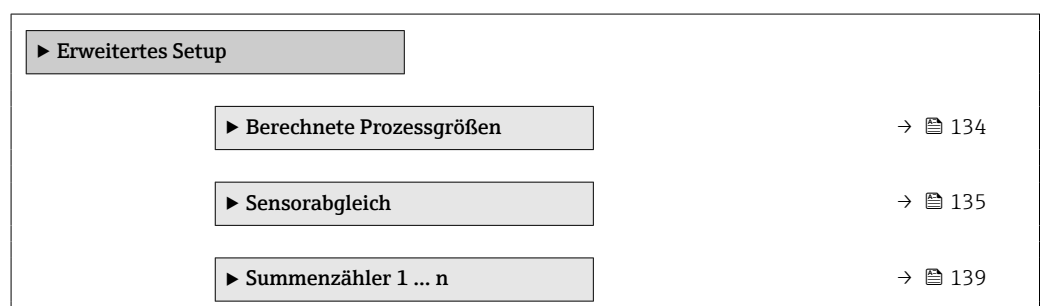 ▶ Erweitertes Setup
▶ Berechnete Prozessgrößen → 134
▶ Sensorabgleich → 135
▶ Summenzähler 1 … n → 139